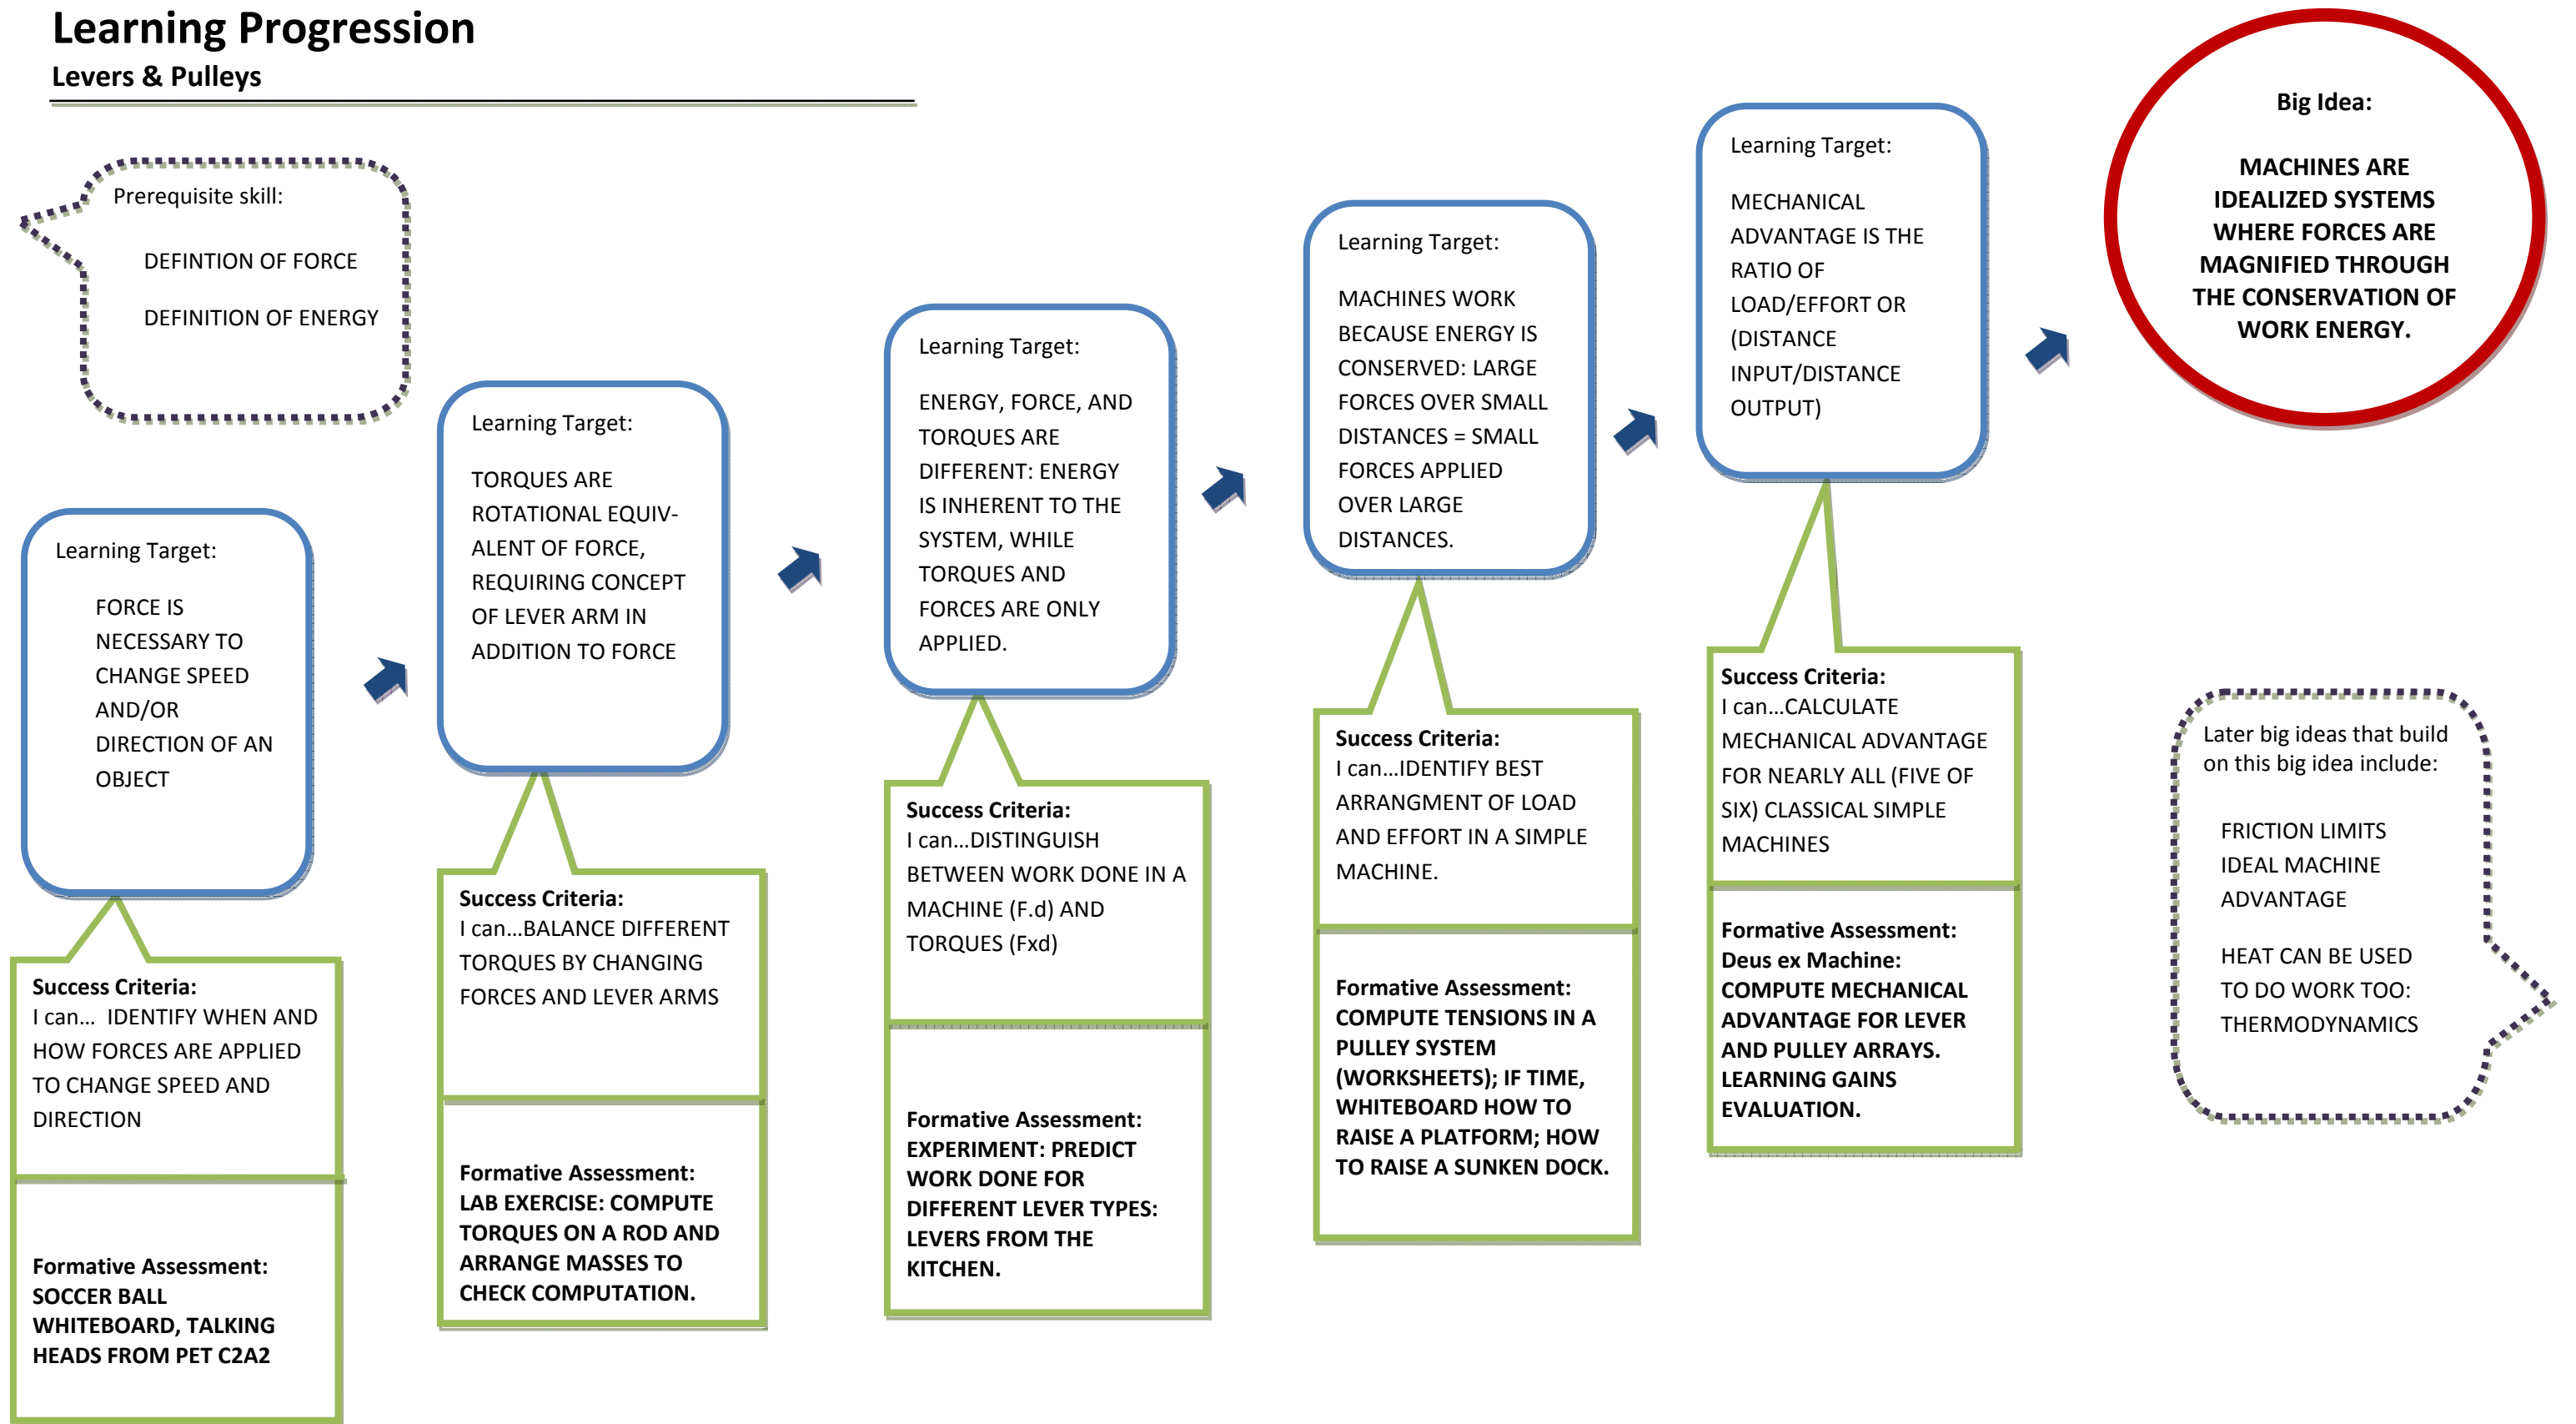 Learning Progression
Levers & Pulleys
Prerequisite skill:
DEFINTION OF FORCE
DEFINITION OF ENERGY
Learning Target:
FORCE IS
NECESSARY TO
CHANGE SPEED
AND/OR
DIRECTION OF AN
OBJECT
Success Criteria:
I can... IDENTIFY WHEN AND
HOW FORCES ARE APPLIED
TO CHANGE SPEED AND
DIRECTION
Formative Assessment:
SOCCER BALL
WHITEBOARD, TALKING
HEADS FROM PET C2A2
Learning Target:
TORQUES ARE
ROTATIONAL EQUIV-
ALENT OF FORCE,
REQUIRING CONCEPT
OF LEVER ARM IN
ADDITION TO FORCE
Success Criteria:
I can...BALANCE DIFFERENT
TORQUES BY CHANGING
FORCES AND LEVER ARMS
Formative Assessment:
LAB EXERCISE: COMPUTE
TORQUES ON A ROD AND
ARRANGE MASSES TO
CHECK COMPUTATION.
Learning Target:
ENERGY, FORCE, AND
TORQUES ARE
DIFFERENT: ENERGY
IS INHERENT TO THE
SYSTEM, WHILE
TORQUES AND
FORCES ARE ONLY
APPLIED.
Success Criteria:
I can...DISTINGUISH
BETWEEN WORK DONE IN A
MACHINE (F.d) AND
TORQUES (Fxd)
Formative Assessment:
EXPERIMENT: PREDICT
WORK DONE FOR
DIFFERENT LEVER TYPES:
LEVERS FROM THE
KITCHEN.
Learning Target:
MACHINES WORK
BECAUSE ENERGY IS
CONSERVED: LARGE
FORCES OVER SMALL
DISTANCES = SMALL
FORCES APPLIED
OVER LARGE
DISTANCES.
Success Criteria:
I can...IDENTIFY BEST
ARRANGMENT OF LOAD
AND EFFORT IN A SIMPLE
MACHINE.
Formative Assessment:
COMPUTE TENSIONS IN A
PULLEY SYSTEM
(WORKSHEETS); IF TIME,
WHITEBOARD HOW TO
RAISE A PLATFORM; HOW
TO RAISE A SUNKEN DOCK.
Learning Target:
MECHANICAL
ADVANTAGE IS THE
RATIO OF
LOAD/EFFORT OR
(DISTANCE
INPUT/DISTANCE
OUTPUT)
Success Criteria:
I can...CALCULATE
MECHANICAL ADVANTAGE
FOR NEARLY ALL (FIVE OF
SIX) CLASSICAL SIMPLE
MACHINES
Formative Assessment:
Deus ex Machine:
COMPUTE MECHANICAL
ADVANTAGE FOR LEVER
AND PULLEY ARRAYS.
LEARNING GAINS
EVALUATION.
Big Idea:
MACHINES ARE
IDEALIZED SYSTEMS
WHERE FORCES ARE
MAGNIFIED THROUGH
THE CONSERVATION OF
WORK ENERGY.
Later big ideas that build
on this big idea include:
FRICTION LIMITS
IDEAL MACHINE
ADVANTAGE
HEAT CAN BE USED
TO DO WORK TOO:
THERMODYNAMICS